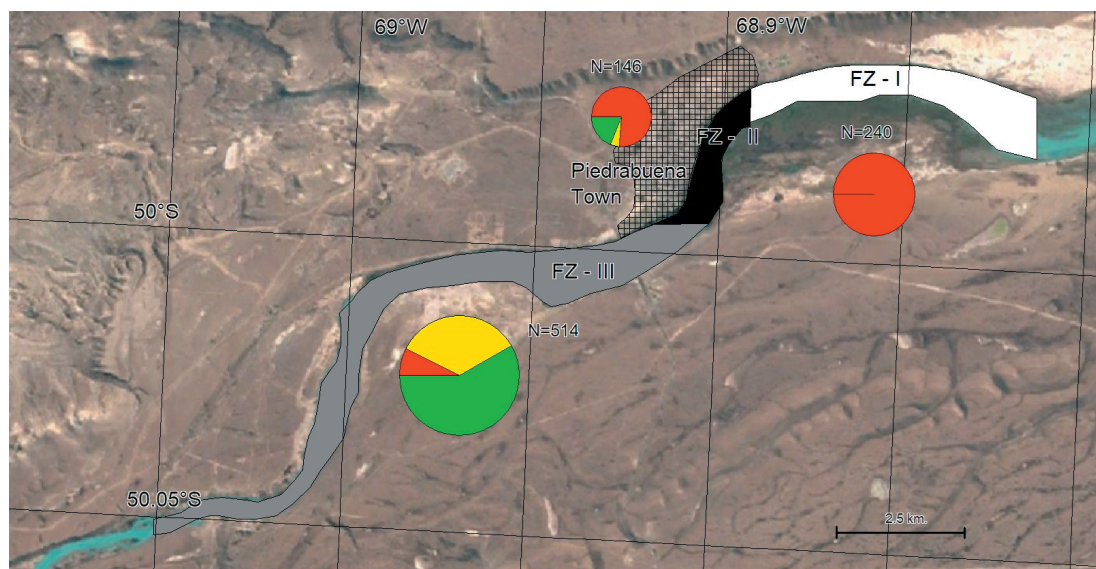 69°W
68.9°W
N=146
FZ - I
FZ - II
N=240
Piedrabuena
Town
50°S
FZ - III
N=514
50.05°S
2.5 km.